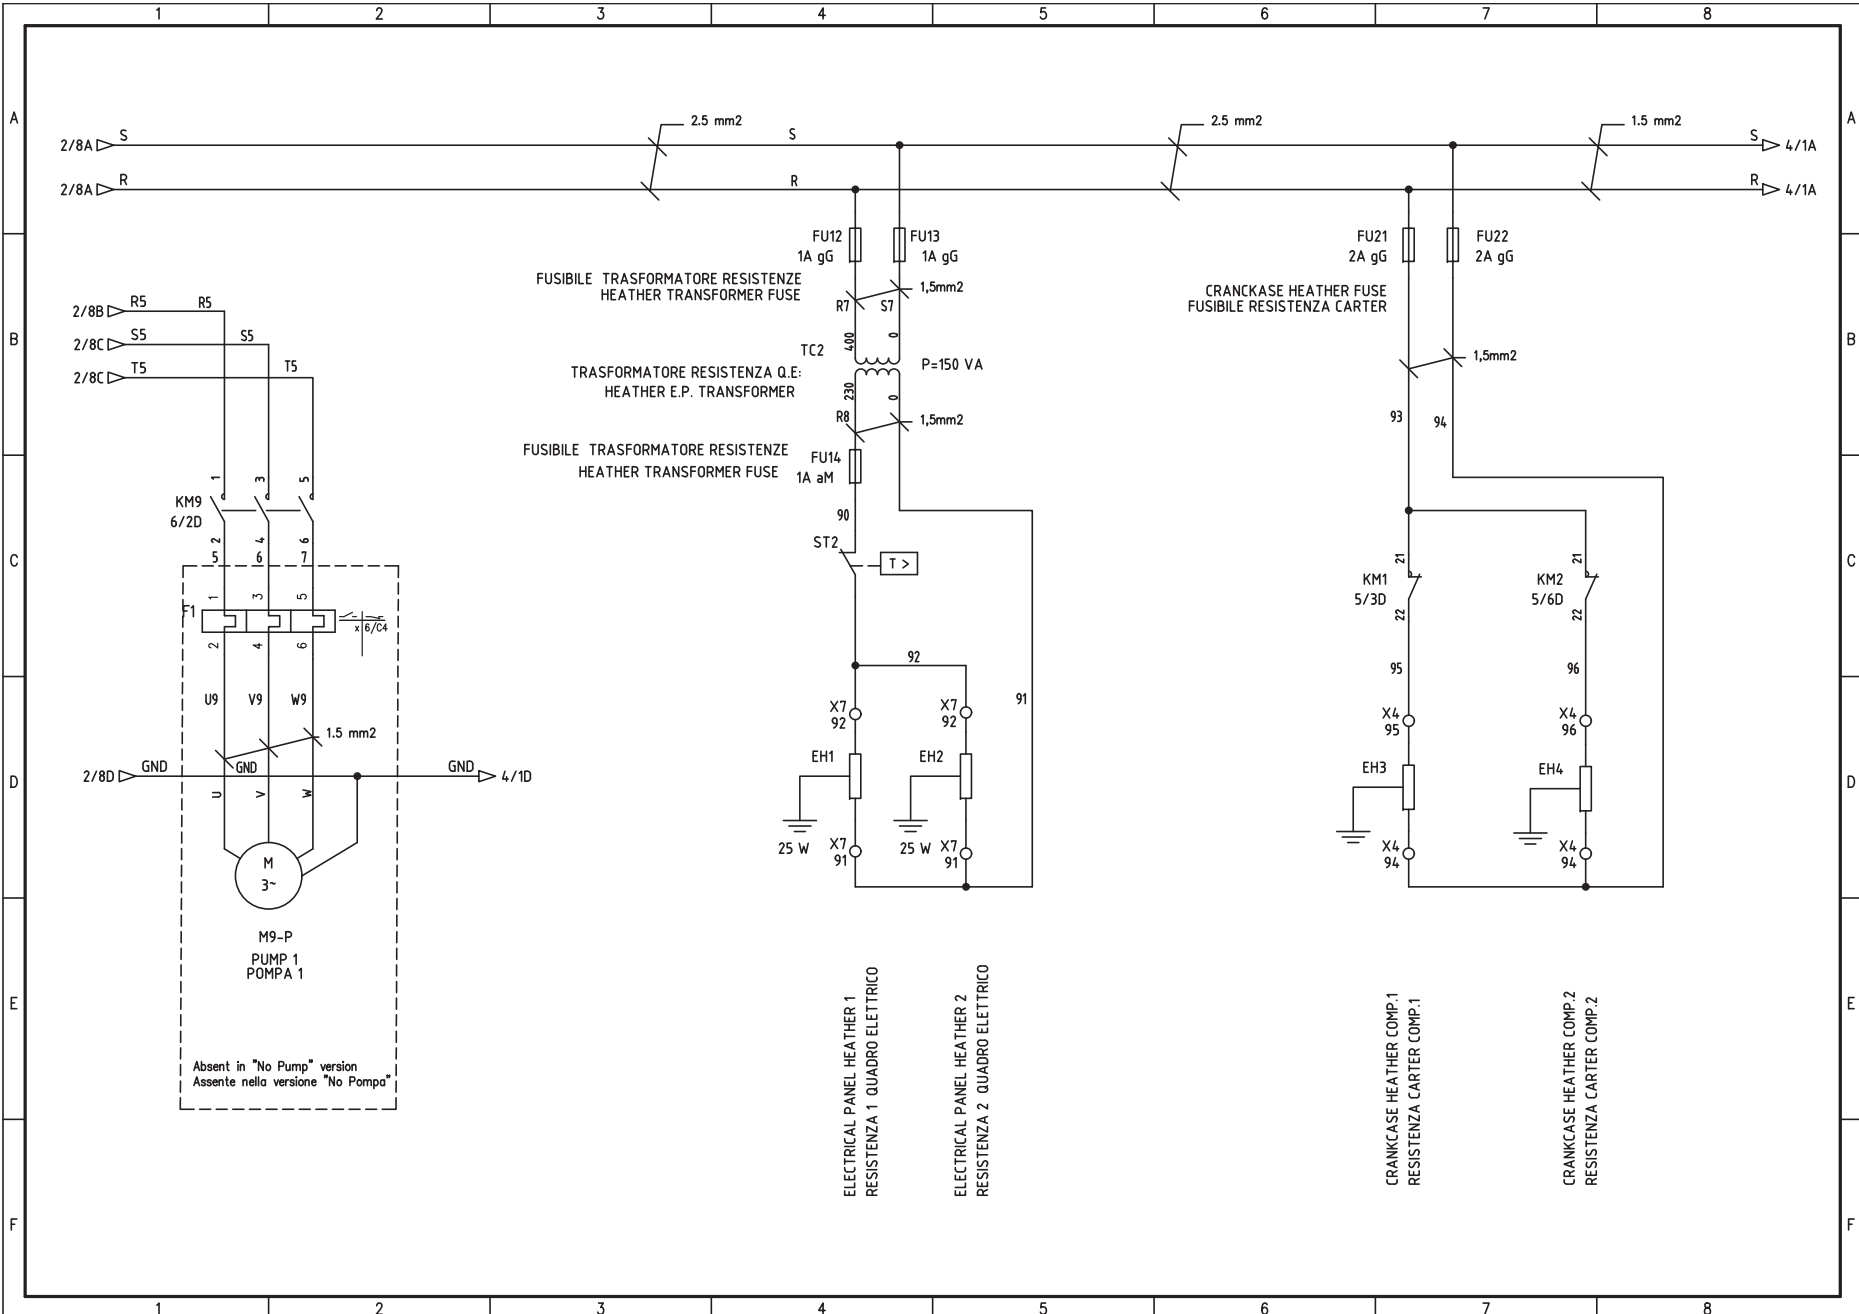 1 2 3 4 5 6 7 8
A A
2.5 mm2 2.5 mm2 1.5 mm2
2/8A S S S 4/1A
2/8A R R R 4/1A
FU12 FU13 FU21 FU22
1A gG 1A gG 2A gG 2A gG
FUSIBILE TRASFORMATORE RESISTENZE
HEATHER TRANSFORMER FUSE
1,5mm2
R7 S7
CRANCKASE HEATHER FUSE
FUSIBILE RESISTENZA CARTER
2/8B R5 R5
2/8C S5 S5
2/8C T5 T5
B B
400 0
TC2
P=150 VA
TRASFORMATORE RESISTENZA Q.E:
HEATHER E.P. TRANSFORMER
230 0
1,5mm2
R8
1,5mm2
93 94
FUSIBILE TRASFORMATORE RESISTENZE
HEATHER TRANSFORMER FUSE
FU14
1A aM
90
1 3 5
KM9
6/2D
2 4 6
5 6 7
ST2
T >
C C
21 21
KM1 KM2
5/3D 5/6D
22 22
1 3 5
F1
x 6/C4
2 4 6
92
95 96
91
U9 V9 W9
1.5 mm2
X7 X7 X4 X4
92 92 95 96
2/8D GND GND GND 4/1D
EH1 EH2 EH3 EH4
D D
U V W
25 W X7 25 W X7 X4 X4
91 91 94 94
M
3~
M9-P
PUMP 1
POMPA 1
E E
ELECTRICAL PANEL HEATHER 1
RESISTENZA 1 QUADRO ELETTRICO
ELECTRICAL PANEL HEATHER 2
RESISTENZA 2 QUADRO ELETTRICO
CRANKCASE HEATHER COMP.1
RESISTENZA CARTER COMP.1
CRANKCASE HEATHER COMP.2
RESISTENZA CARTER COMP.2
Absent in "No Pump" version
Assente nella versione "No Pompa"
F F
1 2 3 4 5 6 7 8